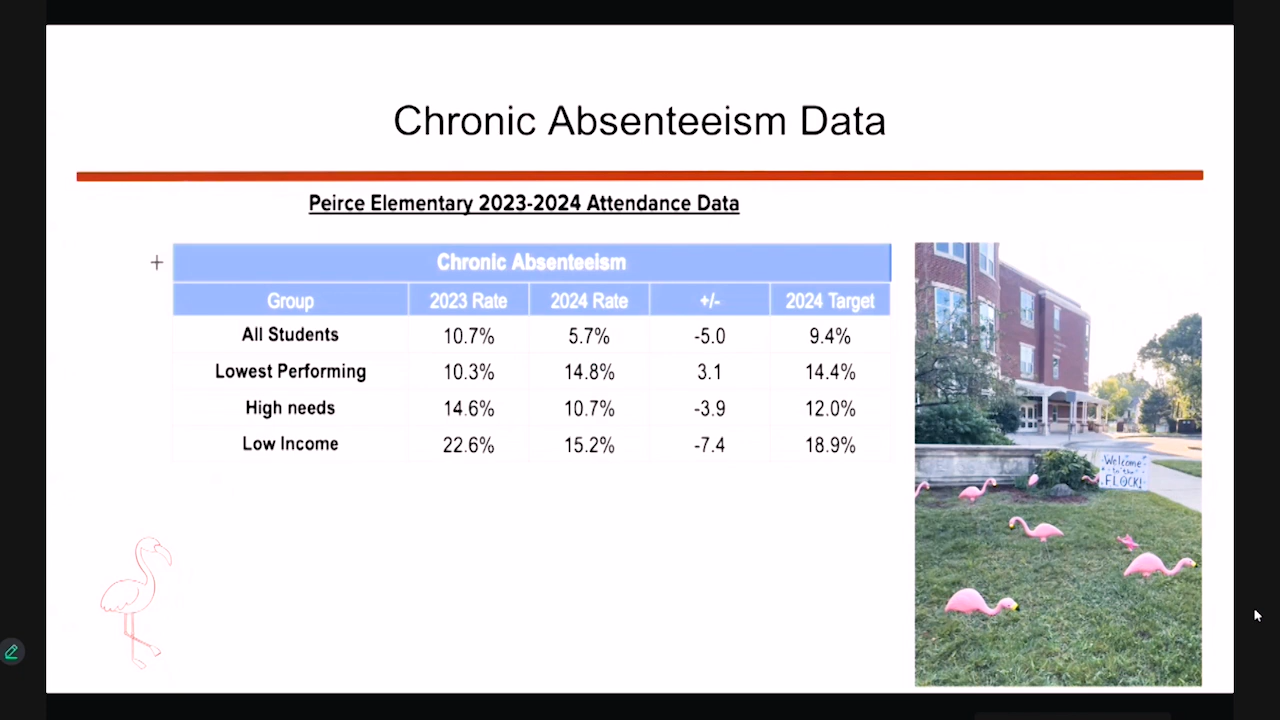 Chronic Absenteeism Data
Peirce Elementary 2023-2024 Attendance Data
Chronic Absenteeism
Group 2023 Rate 2024 Rate +/- 2024 Target
All Students 10.7% 5.7% -5.0 9.4%
Lowest Performing 10.3% 14.8% 3.1 14.4%
High needs 14.6% 10.7% -3.9 12.0%
Low Income 22.6% 15.2% -7.4 18.9%
Welcome
to the
FLOCK!